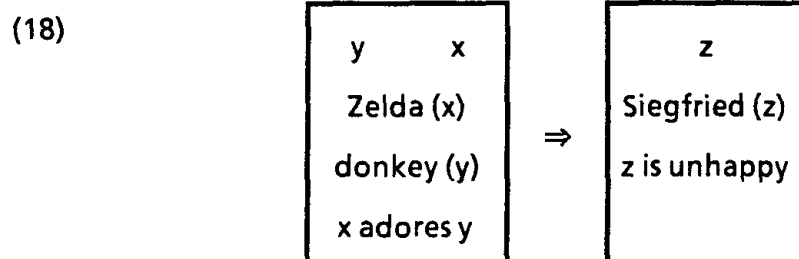 (18)
y x z
Zelda (x) Siegfried (z)
⇒
donkey (y) z is unhappy
x adores y